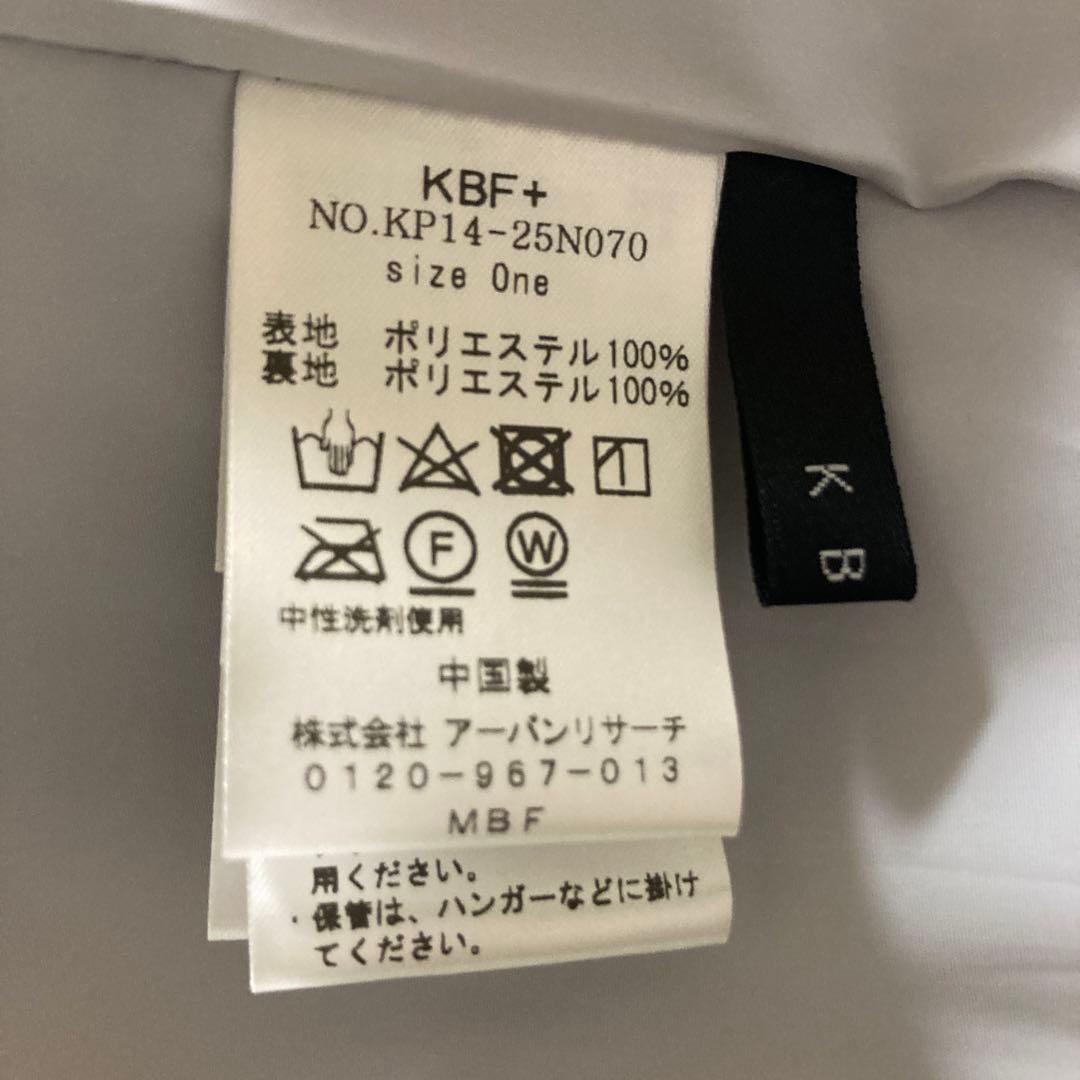 KBF+
NO.KP14-25N070
size One
表地 ポリエステル100%
裏地 ポリエステル100%
F W
中性洗剤使用
中国製
株式会社 アーバンリサーチ
0120-967-013
MBF
用ください。
・保管は、ハンガーなどに掛け
てください。
K B